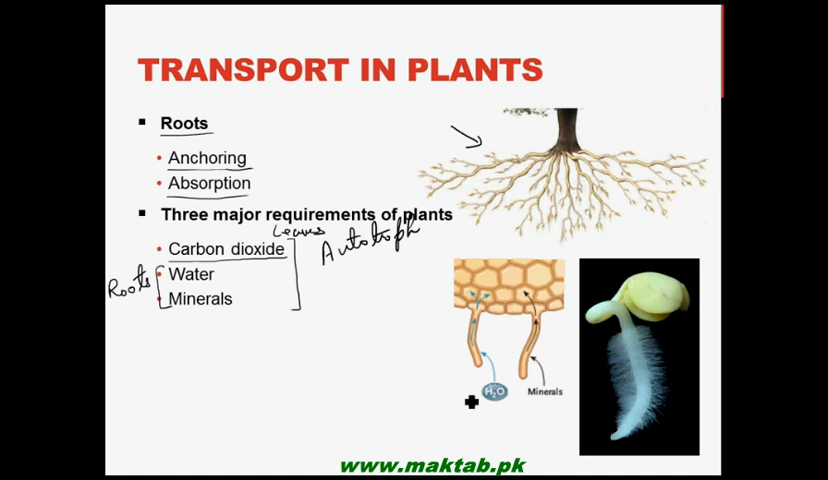 TRANSPORT IN PLANTS
Roots
Anchoring
Absorption
Three major requirements of plants
Leaves
Carbon dioxide
Autotroph
Water
Roots
Minerals
H₂O
Minerals
www.maktab.pk